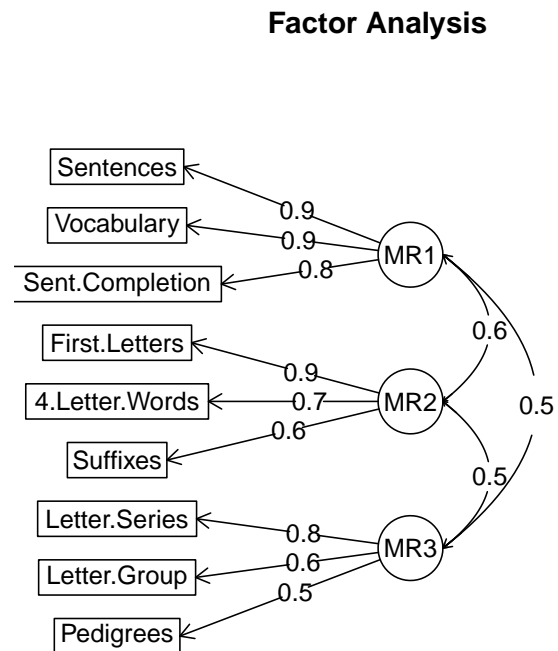 Factor Analysis
Sentences
0.9
Vocabulary
0.9
MR1
Sent.Completion
0.8
0.6
First.Letters
0.9
4.Letter.Words
0.7
MR2
0.5
Suffixes
0.6
0.5
Letter.Series
0.8
MR3
Letter.Group
0.6
Pedigrees
0.5